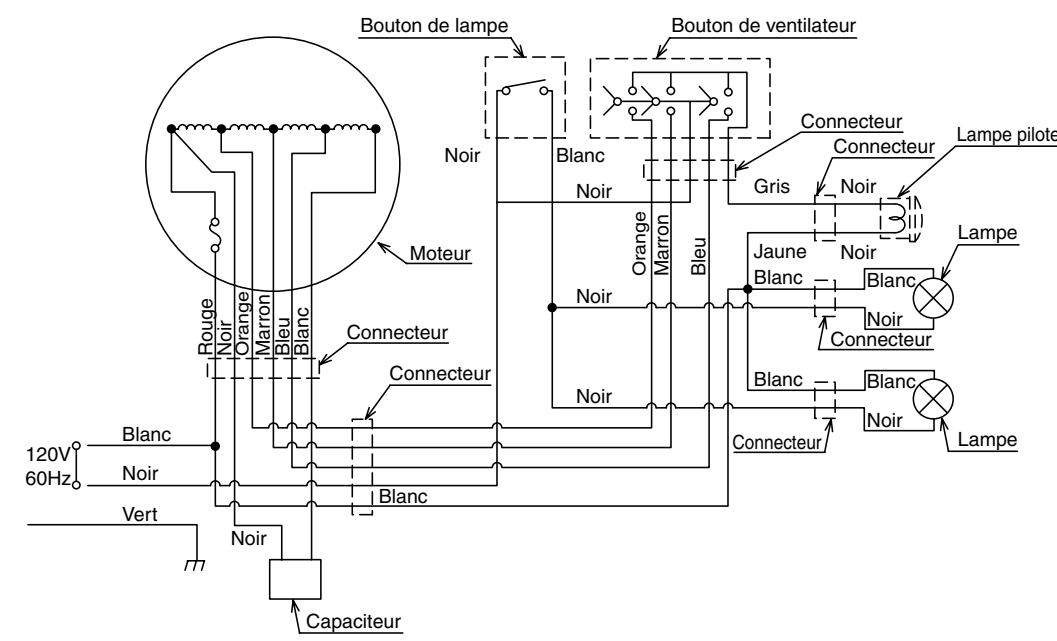 Bouton de lampe
Bouton de ventilateur
Connecteur
Lampe pilote
Connecteur
Noir
Blanc
Gris
Noir
Noir
Moteur
Orange
Marron
Bleu
Jaune
Noir
Lampe
Blanc
Blanc
Noir
Noir
Rouge
Noir
Orange
Marron
Bleu
Blanc
Connecteur
Connecteur
Connecteur
Blanc
Blanc
Noir
Noir
Connecteur
Lampe
120V
60Hz
Blanc
Noir
Blanc
Vert
Noir
Capaciteur